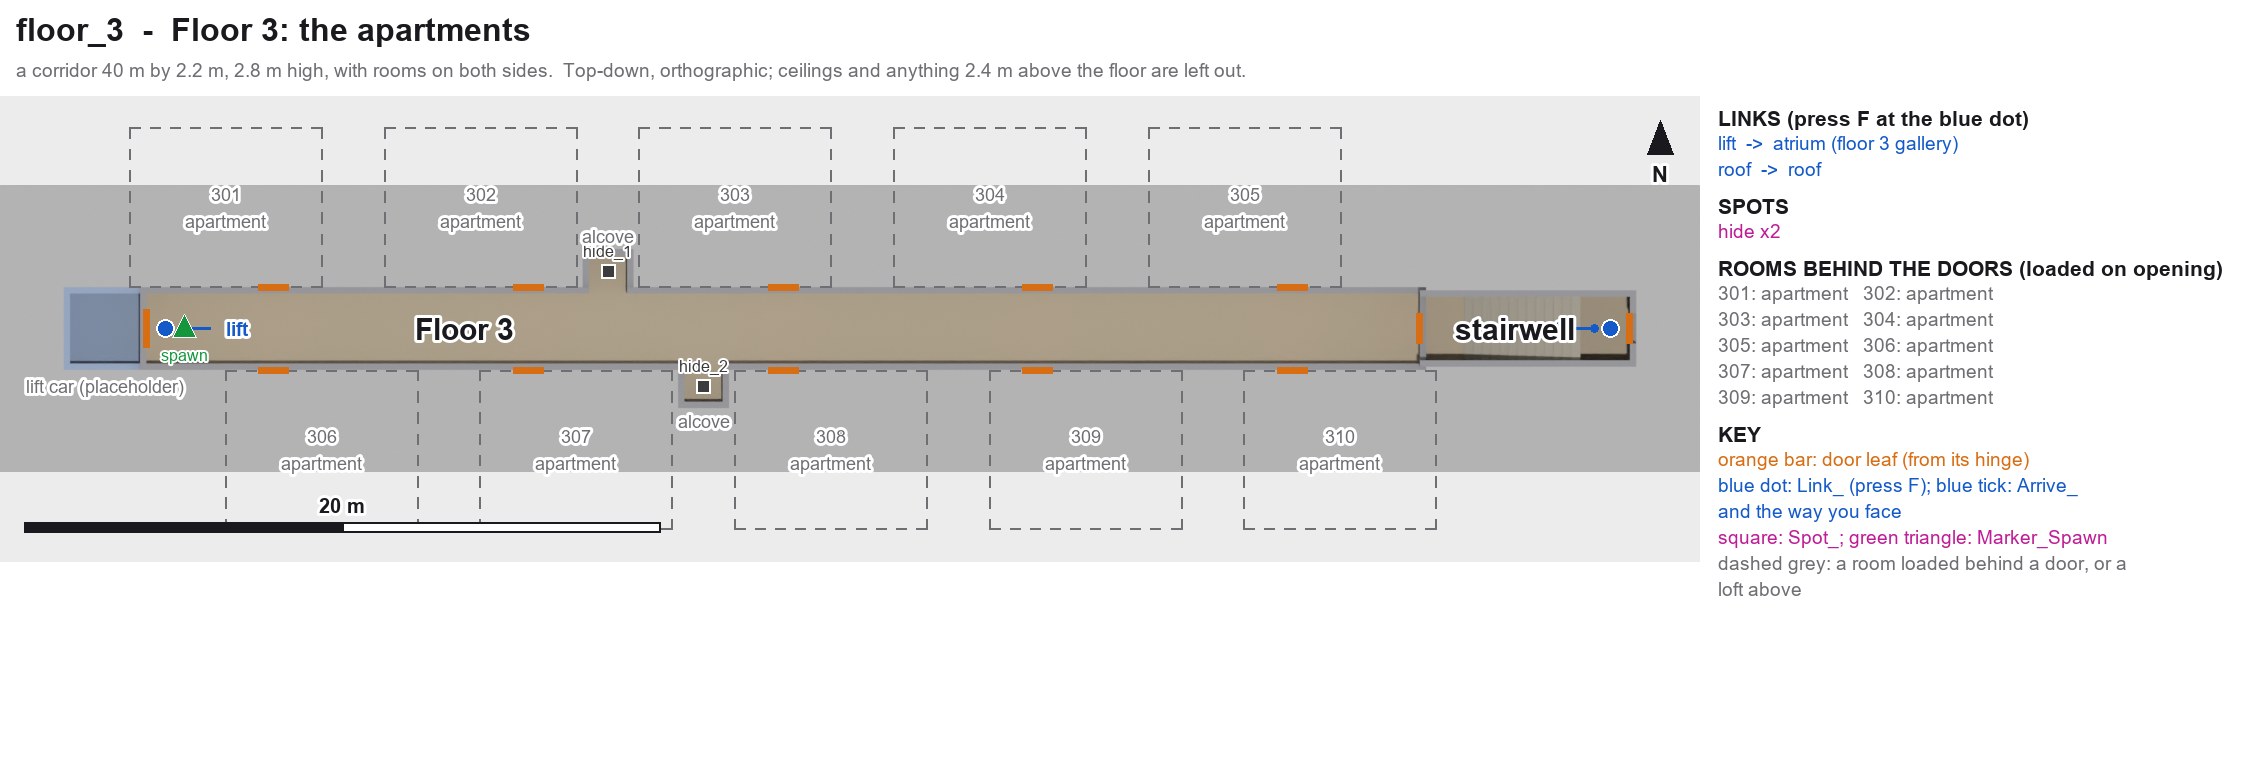 floor_3 - Floor 3: the apartments
a corridor 40 m by 2.2 m, 2.8 m high, with rooms on both sides. Top-down, orthographic; ceilings and anything 2.4 m above the floor are left out.
301
apartment
302
apartment
303
apartment
304
apartment
305
apartment
N
alcove
hide_1
lift
spawn
Floor 3
stairwell
lift car (placeholder)
hide_2
alcove
306
apartment
307
apartment
308
apartment
309
apartment
310
apartment
20 m
LINKS (press F at the blue dot)
lift -> atrium (floor 3 gallery)
roof -> roof
SPOTS
hide x2
ROOMS BEHIND THE DOORS (loaded on opening)
301: apartment 302: apartment
303: apartment 304: apartment
305: apartment 306: apartment
307: apartment 308: apartment
309: apartment 310: apartment
KEY
orange bar: door leaf (from its hinge)
blue dot: Link_ (press F); blue tick: Arrive_
and the way you face
square: Spot_; green triangle: Marker_Spawn
dashed grey: a room loaded behind a door, or a
loft above